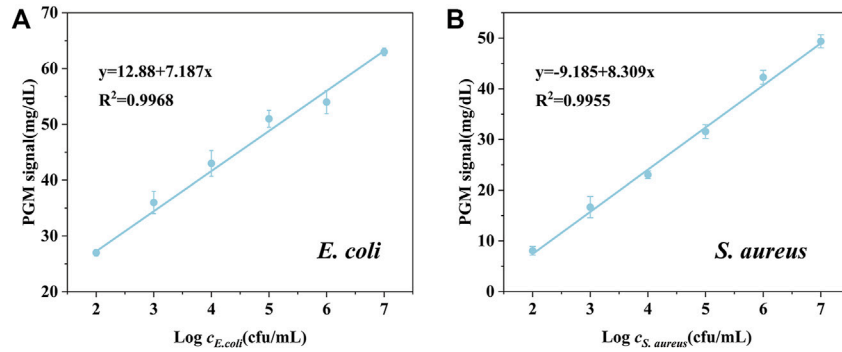 A
PGM signal(mg/dL)
70
60
50
40
30
20
y=12.88+7.187x
R²=0.9968
E. coli
2 3 4 5 6 7
Log c_E.coli(cfu/mL)
B
PGM signal(mg/dL)
50
40
30
20
10
0
y=-9.185+8.309x
R²=0.9955
S. aureus
2 3 4 5 6 7
Log c_S. aureus(cfu/mL)